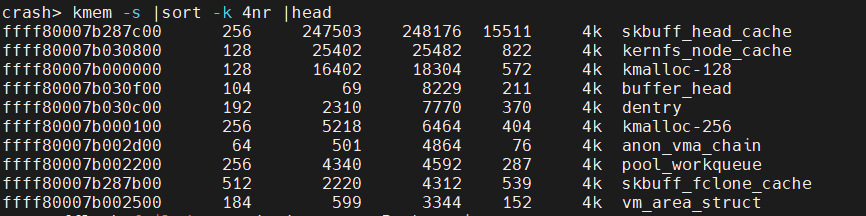 crash> kmem -s |sort -k 4nr |head
ffff80007b287c00 256 247503 248176 15511 4k skbuff_head_cache
ffff80007b030800 128 25402 25482 822 4k kernfs_node_cache
ffff80007b000000 128 16402 18304 572 4k kmalloc-128
ffff80007b030f00 104 69 8229 211 4k buffer_head
ffff80007b030c00 192 2310 7770 370 4k dentry
ffff80007b000100 256 5218 6464 404 4k kmalloc-256
ffff80007b002d00 64 501 4864 76 4k anon_vma_chain
ffff80007b002200 256 4340 4592 287 4k pool_workqueue
ffff80007b287b00 512 2220 4312 539 4k skbuff_fclone_cache
ffff80007b002500 184 599 3344 152 4k vm_area_struct